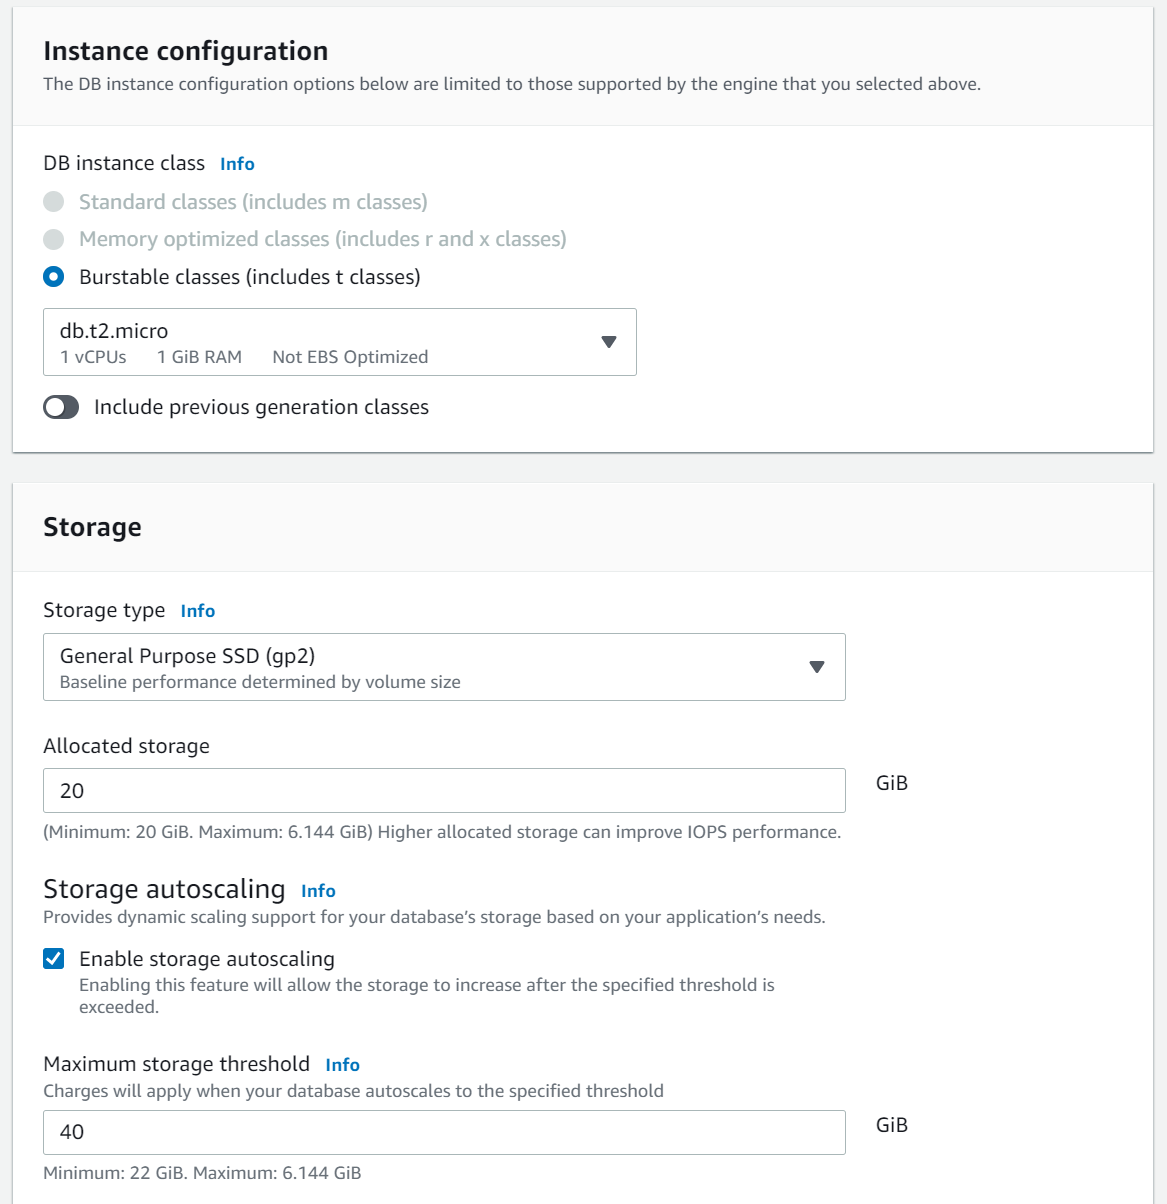 Instance configuration
The DB instance configuration options below are limited to those supported by the engine that you selected above.
DB instance class Info
Standard classes (includes m classes)
Memory optimized classes (includes r and x classes)
Burstable classes (includes t classes)
db.t2.micro
1 vCPUs 1 GiB RAM Not EBS Optimized
Include previous generation classes
Storage
Storage type Info
General Purpose SSD (gp2)
Baseline performance determined by volume size
Allocated storage
20 GiB
(Minimum: 20 GiB. Maximum: 6.144 GiB) Higher allocated storage can improve IOPS performance.
Storage autoscaling Info
Provides dynamic scaling support for your database’s storage based on your application’s needs.
Enable storage autoscaling
Enabling this feature will allow the storage to increase after the specified threshold is
exceeded.
Maximum storage threshold Info
Charges will apply when your database autoscales to the specified threshold
40 GiB
Minimum: 22 GiB. Maximum: 6.144 GiB